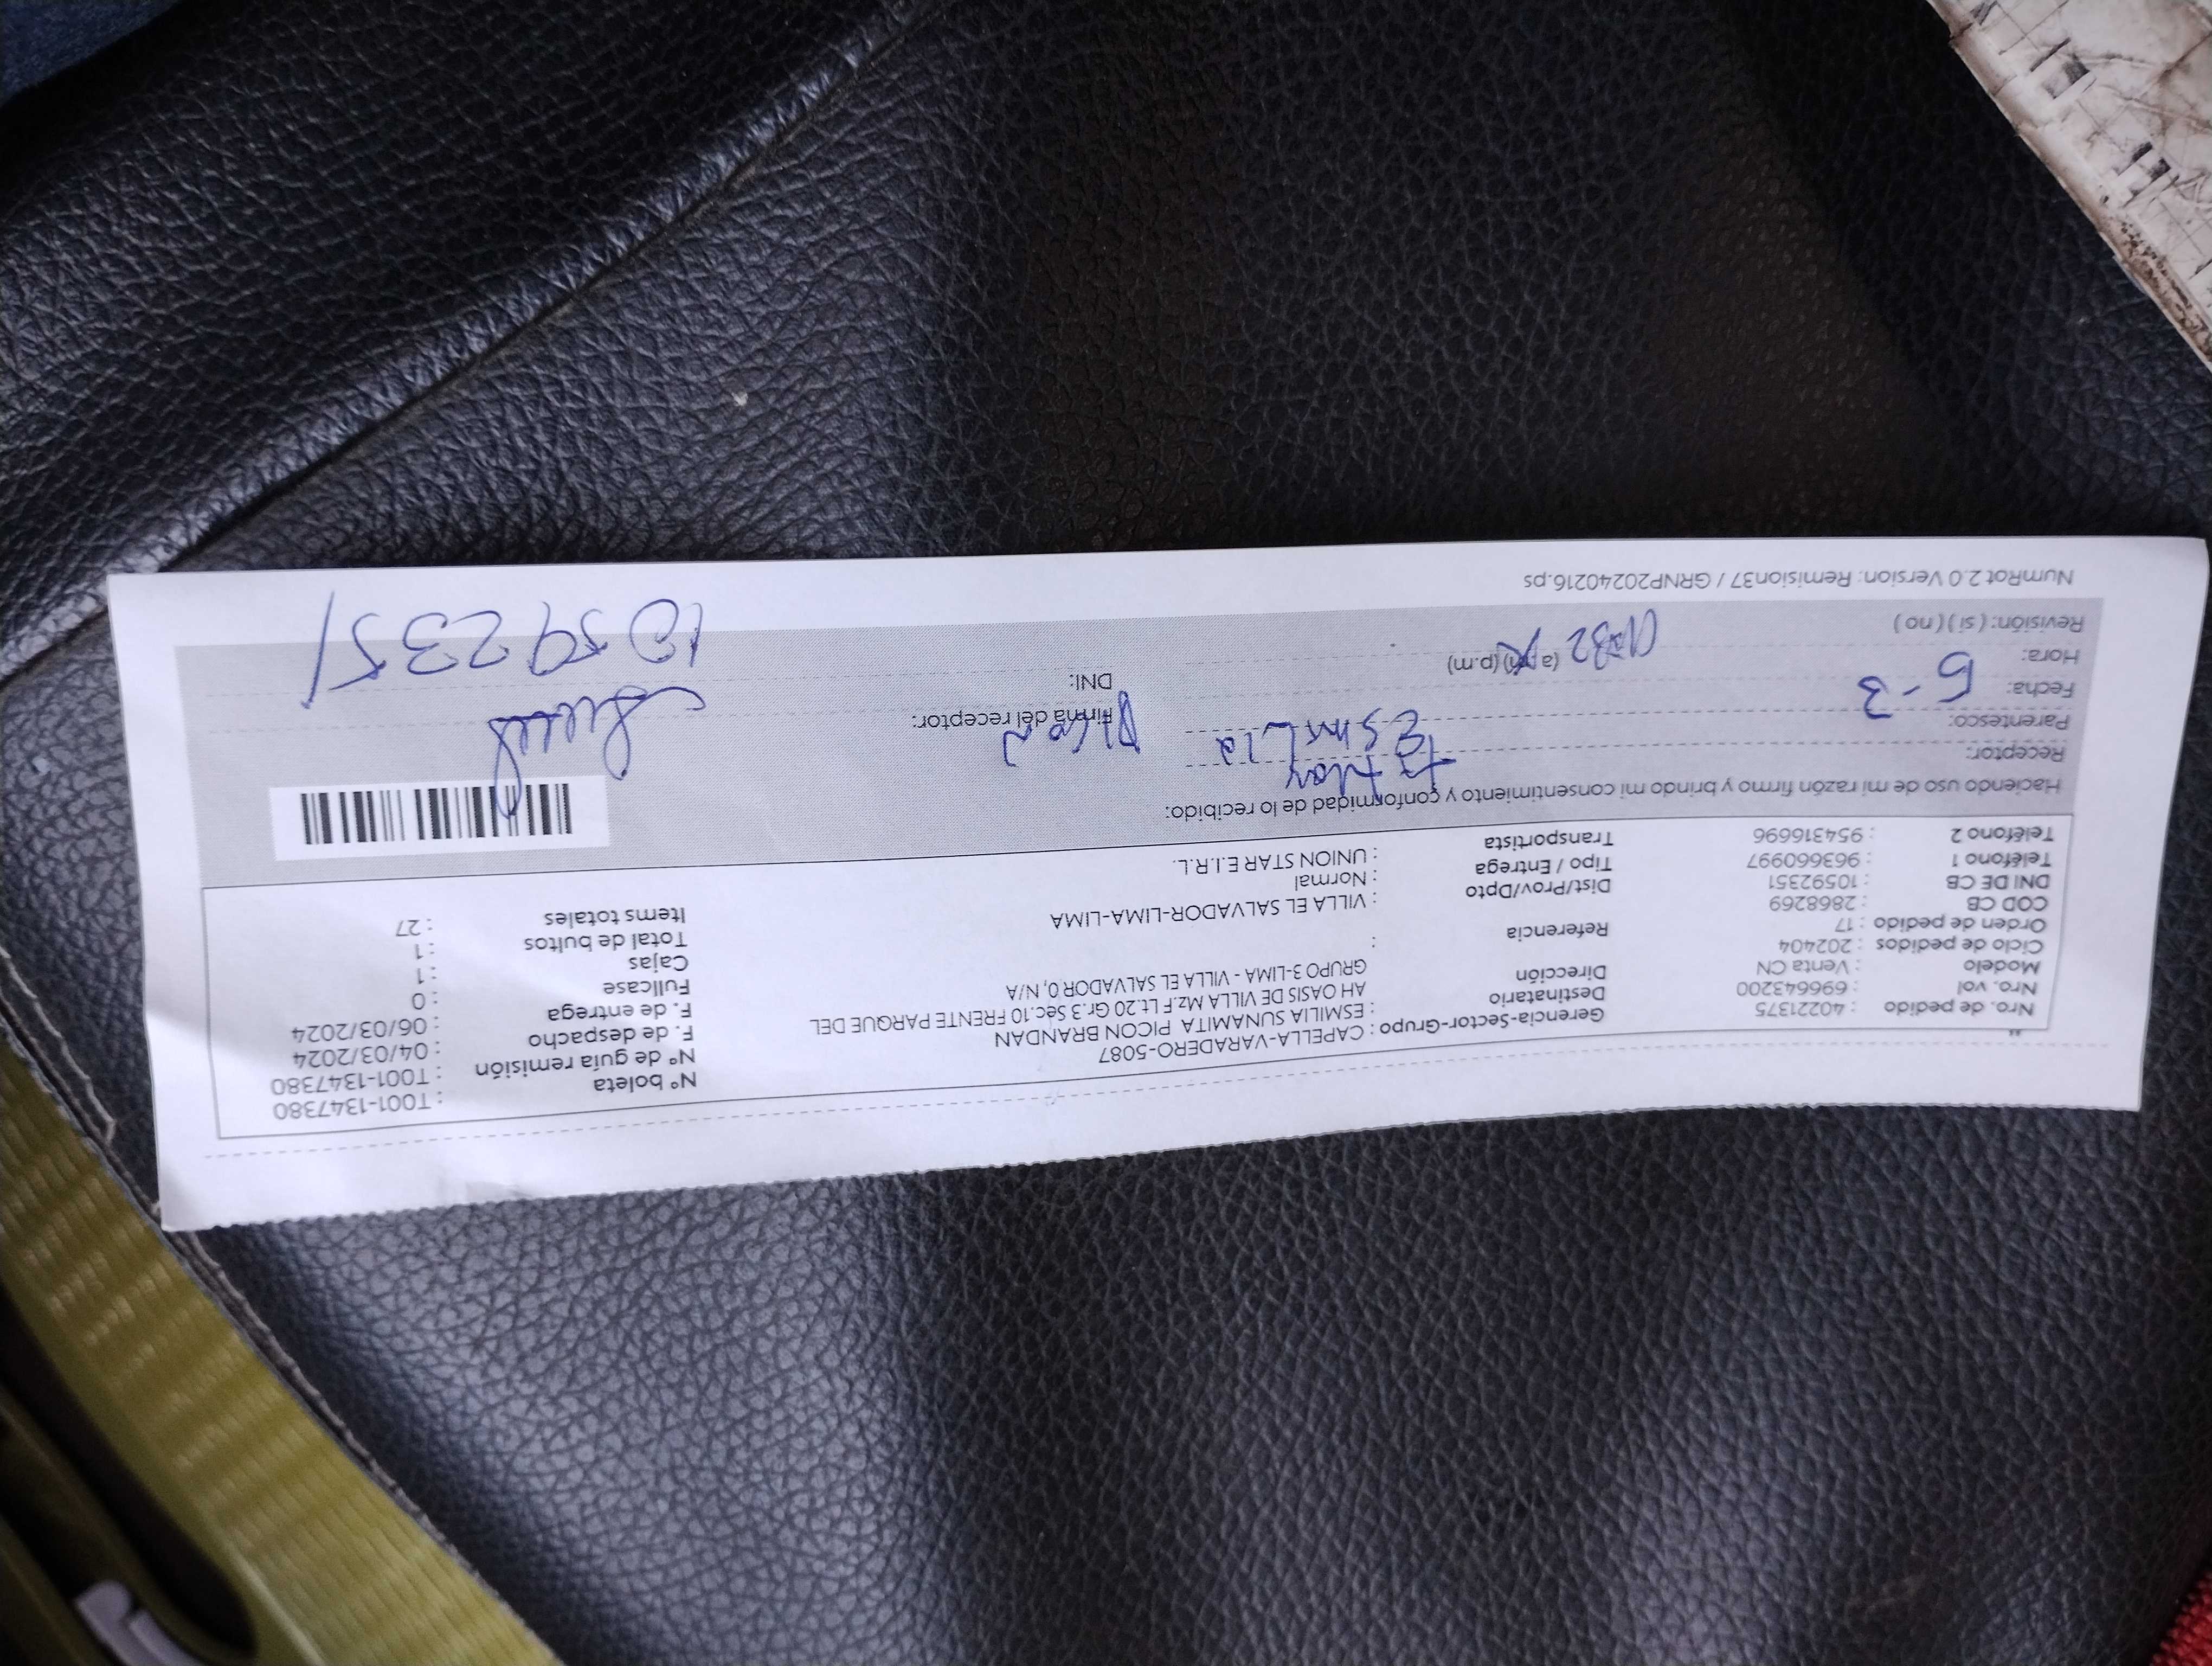 Nro. de pedido : 40221375
Nro. vol : 696643200
Modelo : Venta CN
Ciclo de pedidos : 202404
Orden de pedido : 17
COD CB : 2868269
DNI DE CB : 10592351
Teléfono 1 : 963660997
Teléfono 2 : 954316696
Gerencia-Sector-Grupo : CAPELLA-VARADERO-5087
Destinatario : ESMILIA SUNAMITA PICON BRANDAN
Dirección : AH OASIS DE VILLA Mz.F Lt.20 Gr.3 Sec.10 FRENTE PARQUE DEL
GRUPO 3-LIMA - VILLA EL SALVADOR 0, N/A
Referencia :
Dist/Prov/Dpto : VILLA EL SALVADOR-LIMA-LIMA
Tipo / Entrega : Normal
Transportista : UNION STAR E.I.R.L.
N° boleta : T001-1347380
N° de guía remisión : T001-1347380
F. de despacho : 04/03/2024
F. de entrega : 06/03/2024
Fullcase : 0
Cajas : 1
Total de bultos : 1
Items totales : 27
Haciendo uso de mi razón firmo y brindo mi consentimiento y conformidad de lo recibido:
Receptor:
Parentesco: Esmilia Picon
Fecha: 5-3
Hora: (a.m) (p.m)
Revisión: ( si ) ( no )
Firma del receptor:
DNI: 10592351
NumRot 2.0 Version: Remision37 / GRNP20240216.ps